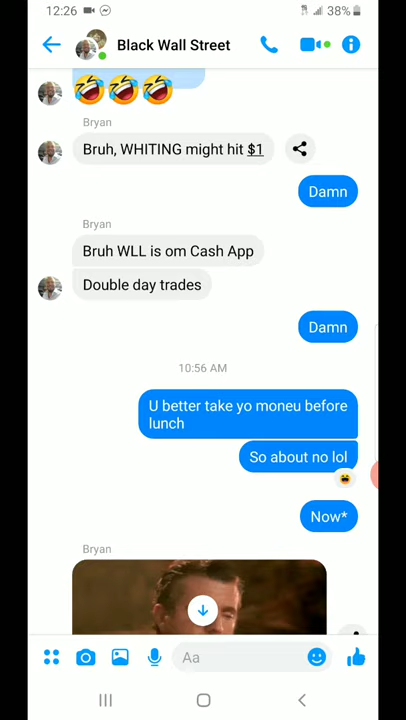 12:26
38%
Black Wall Street
Bryan
Bruh, WHITING might hit $1
Damn
Bryan
Bruh WLL is om Cash App
Double day trades
Damn
10:56 AM
U better take yo moneu before
lunch
So about no lol
Now*
Bryan
Aa